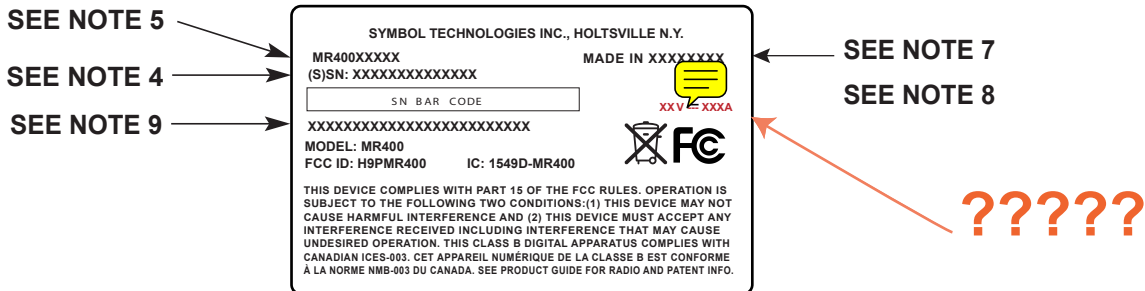 SEE NOTE 5
SYMBOL TECHNOLOGIES INC., HOLTSVILLE N.Y.
MR400XXXXX
MADE IN XXXXXXXX
SEE NOTE 7
SEE NOTE 4
(S)SN: XXXXXXXXXXXXXX
SEE NOTE 8
SN BAR CODE
XXV XXXA
SEE NOTE 9
XXXXXXXXXXXXXXXXXXXXXXXXX
MODEL: MR400
FC
FCC ID: H9PMR400 IC: 1549D-MR400
THIS DEVICE COMPLIES WITH PART 15 OF THE FCC RULES. OPERATION IS
SUBJECT TO THE FOLLOWING TWO CONDITIONS:(1) THIS DEVICE MAY NOT
CAUSE HARMFUL INTERFERENCE AND (2) THIS DEVICE MUST ACCEPT ANY
INTERFERENCE RECEIVED INCLUDING INTERFERENCE THAT MAY CAUSE
UNDESIRED OPERATION. THIS CLASS B DIGITAL APPARATUS COMPLIES WITH
CANADIAN ICES-003. CET APPAREIL NUMÉRIQUE DE LA CLASSE B EST CONFORME
À LA NORME NMB-003 DU CANADA. SEE PRODUCT GUIDE FOR RADIO AND PATENT INFO.
?????